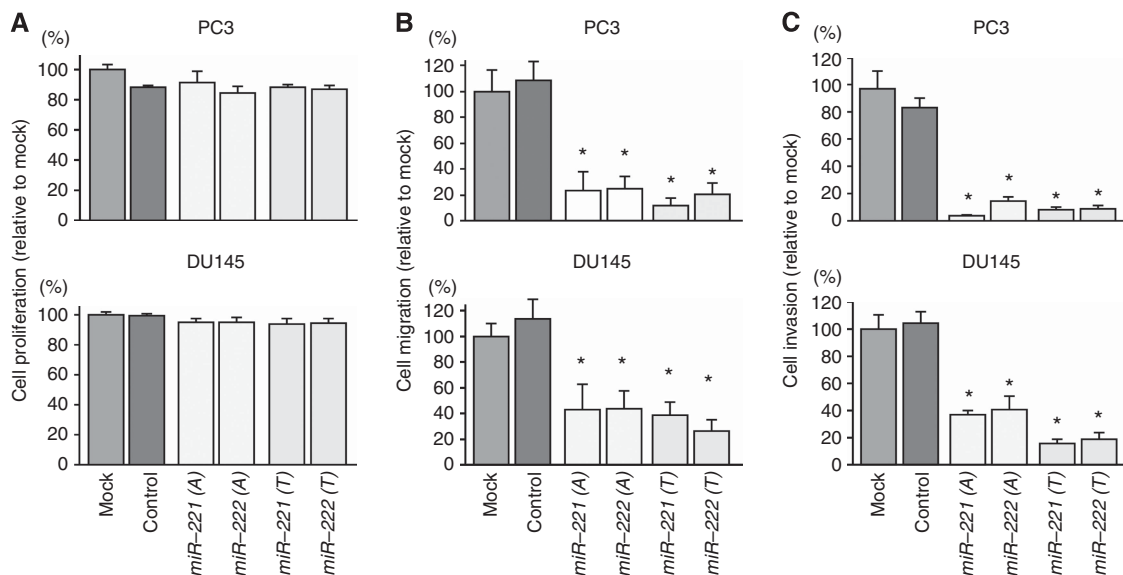 A
(%)
PC3
100
80
60
40
20
0
DU145
(%)
100
80
60
40
20
0
Cell proliferation (relative to mock)
Mock
Control
miR–221 (A)
miR–222 (A)
miR–221 (T)
miR–222 (T)
B
(%)
PC3
120
100
80
60
40
20
0
* * * *
DU145
(%)
120
100
80
60
40
20
0
* * * *
Cell migration (relative to mock)
Mock
Control
miR–221 (A)
miR–222 (A)
miR–221 (T)
miR–222 (T)
C
(%)
PC3
120
100
80
60
40
20
0
* * * *
DU145
(%)
120
100
80
60
40
20
0
* * * *
Cell invasion (relative to mock)
Mock
Control
miR–221 (A)
miR–222 (A)
miR–221 (T)
miR–222 (T)